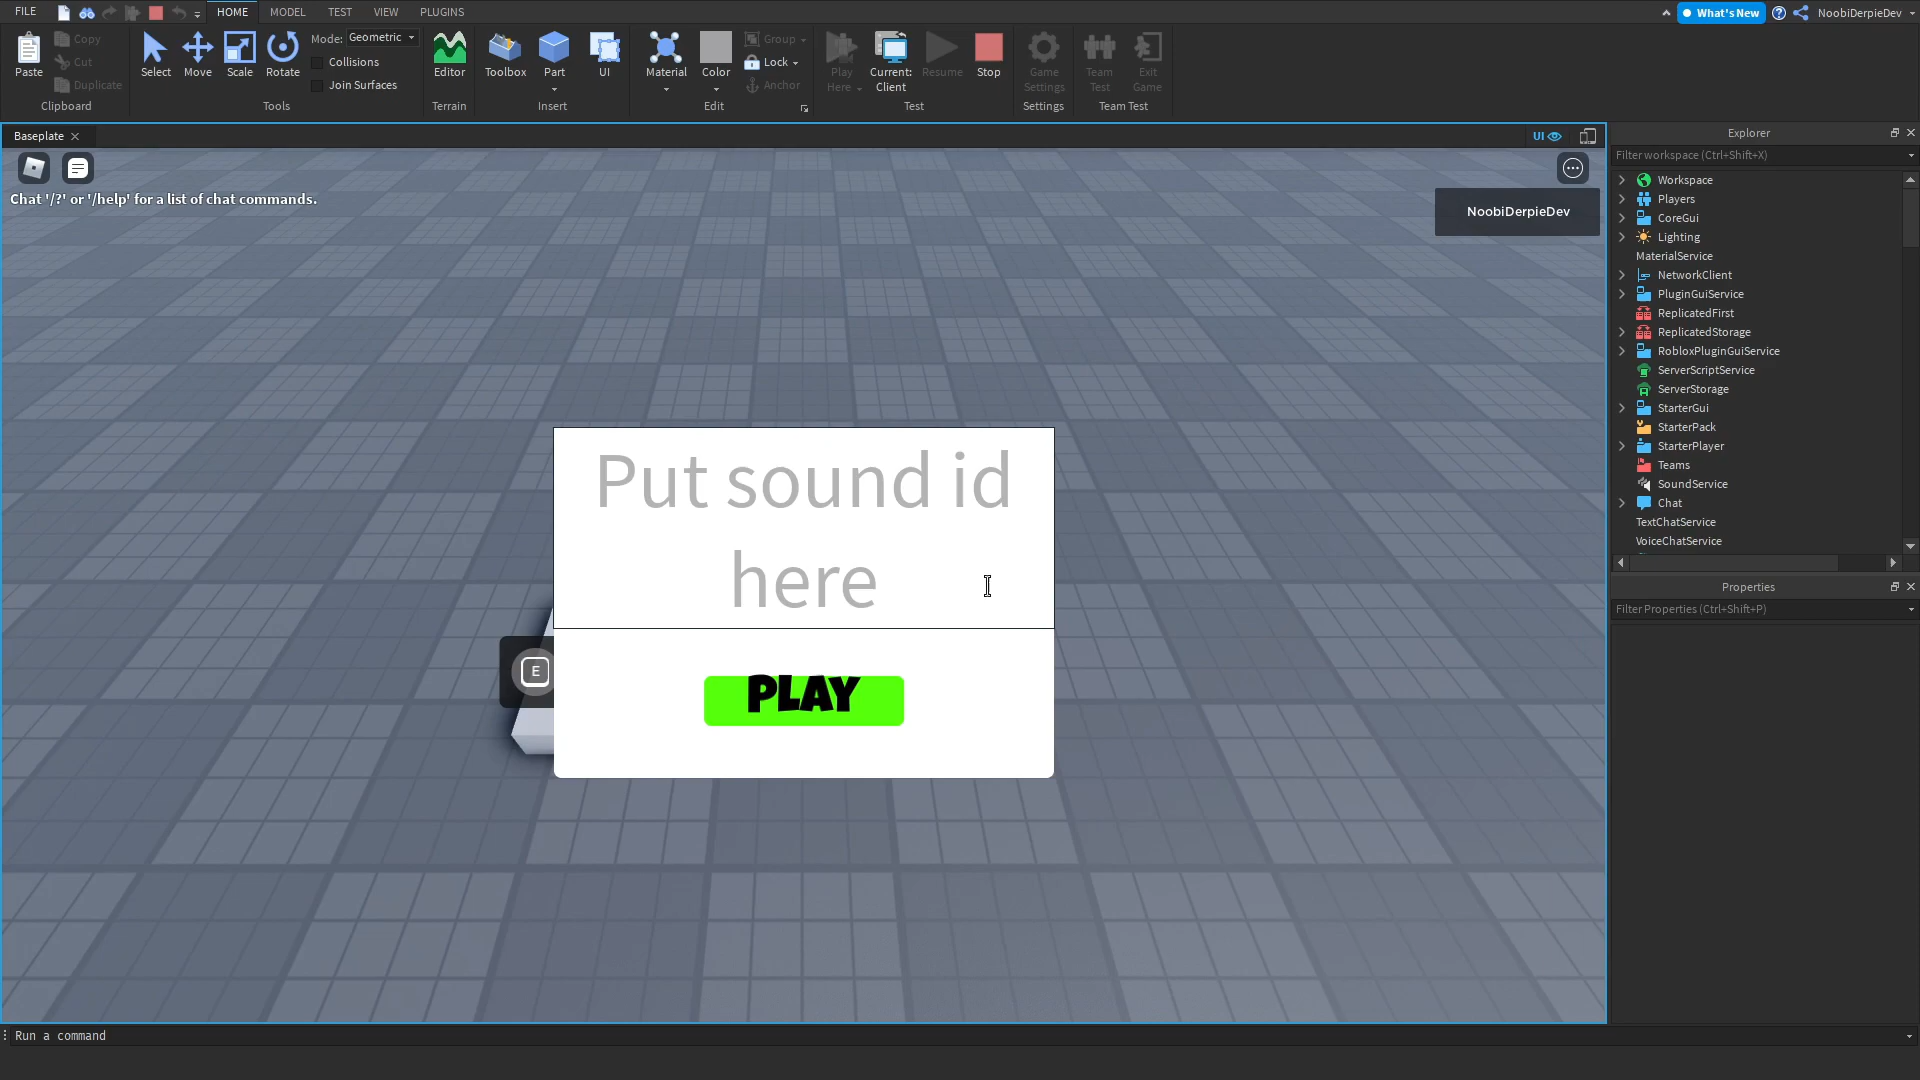 FILE
HOME
MODEL
TEST
VIEW
PLUGINS
What's New
NoobiDerpieDev
Paste
Copy
Cut
Duplicate
Clipboard
Select
Move
Scale
Rotate
Mode: Geometric
Collisions
Join Surfaces
Tools
Editor
Terrain
Toolbox
Part
UI
Insert
Material
Color
Group
Lock
Anchor
Edit
Play
Here
Current:
Client
Resume
Stop
Test
Game
Settings
Settings
Team
Test
Exit
Game
Team Test
Baseplate
UI
Chat '/?' or '/help' for a list of chat commands.
NoobiDerpieDev
Put sound id
here
E
PLAY
Explorer
Filter workspace (Ctrl+Shift+X)
Workspace
Players
CoreGui
Lighting
MaterialService
NetworkClient
PluginGuiService
ReplicatedFirst
ReplicatedStorage
RobloxPluginGuiService
ServerScriptService
ServerStorage
StarterGui
StarterPack
StarterPlayer
Teams
SoundService
Chat
TextChatService
VoiceChatService
Properties
Filter Properties (Ctrl+Shift+P)
Run a command